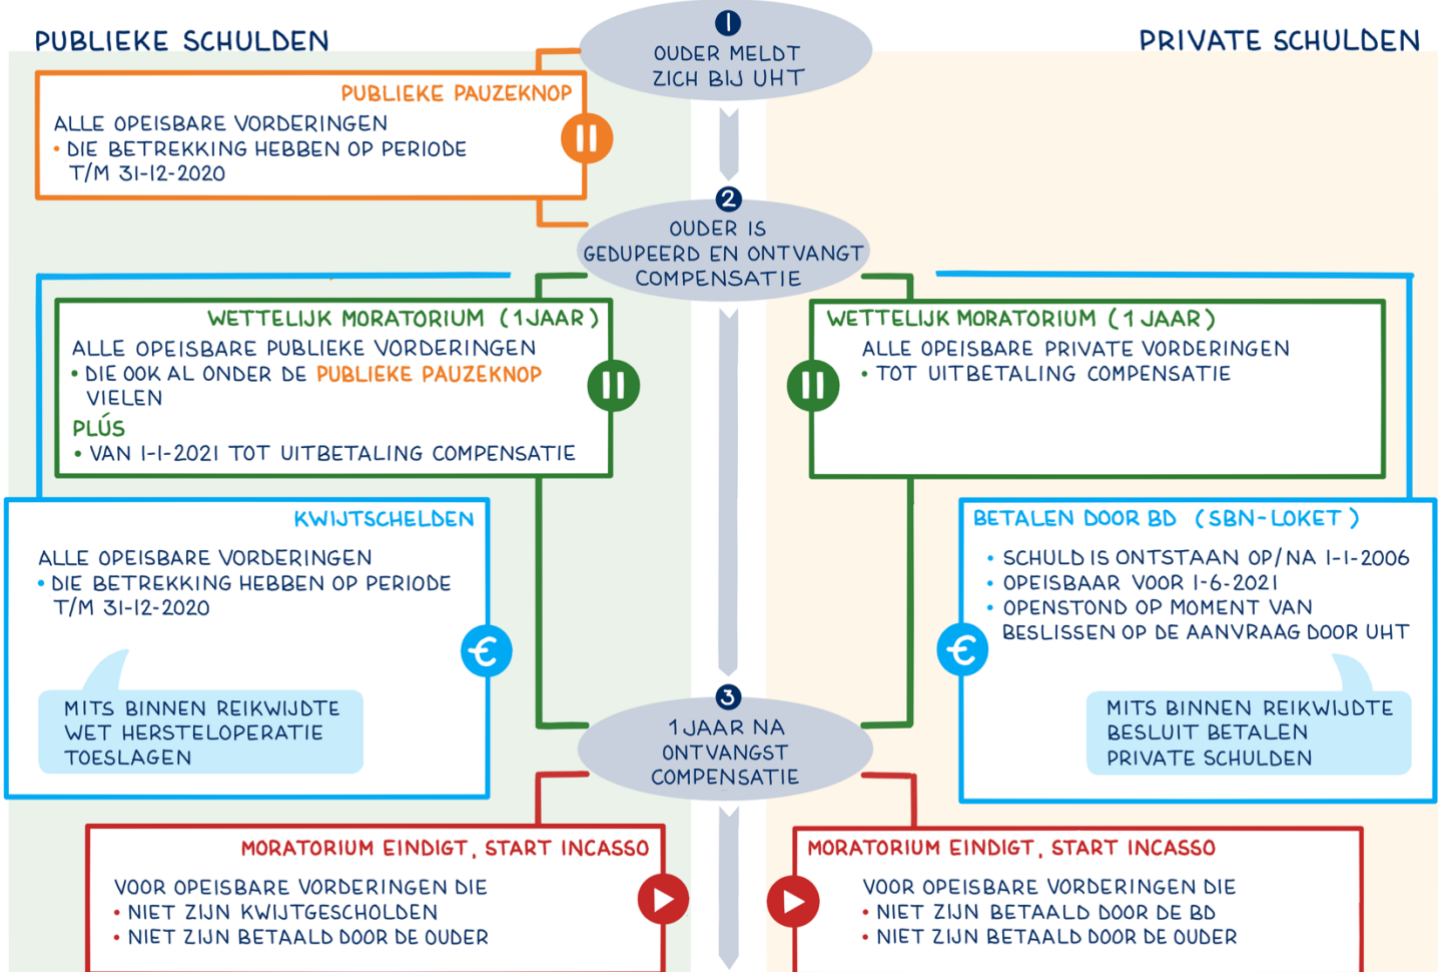 PUBLIEKE SCHULDEN
PRIVATE SCHULDEN
1
OUDER MELDT
ZICH BIJ UHT
PUBLIEKE PAUZEKNOP
ALLE OPEISBARE VORDERINGEN
• DIE BETREKKING HEBBEN OP PERIODE
T/M 31-12-2020
2
OUDER IS
GEDUPEERD EN ONTVANGT
COMPENSATIE
WETTELIJK MORATORIUM (1 JAAR)
ALLE OPEISBARE PUBLIEKE VORDERINGEN
• DIE OOK AL ONDER DE PUBLIEKE PAUZEKNOP
VIELEN
PLÚS
• VAN 1-1-2021 TOT UITBETALING COMPENSATIE
WETTELIJK MORATORIUM (1 JAAR)
ALLE OPEISBARE PRIVATE VORDERINGEN
• TOT UITBETALING COMPENSATIE
KWIJTSCHELDEN
ALLE OPEISBARE VORDERINGEN
• DIE BETREKKING HEBBEN OP PERIODE
T/M 31-12-2020
€
MITS BINNEN REIKWIJDTE
WET HERSTELOPERATIE
TOESLAGEN
BETALEN DOOR BD (SBN-LOKET)
• SCHULD IS ONTSTAAN OP/NA 1-1-2006
• OPEISBAAR VOOR 1-6-2021
• OPENSTOND OP MOMENT VAN
BESLISSEN OP DE AANVRAAG DOOR UHT
€
MITS BINNEN REIKWIJDTE
BESLUIT BETALEN
PRIVATE SCHULDEN
3
1 JAAR NA
ONTVANGST
COMPENSATIE
MORATORIUM EINDIGT, START INCASSO
VOOR OPEISBARE VORDERINGEN DIE
• NIET ZIJN KWIJTGESCHOLDEN
• NIET ZIJN BETAALD DOOR DE OUDER
MORATORIUM EINDIGT, START INCASSO
VOOR OPEISBARE VORDERINGEN DIE
• NIET ZIJN BETAALD DOOR DE BD
• NIET ZIJN BETAALD DOOR DE OUDER